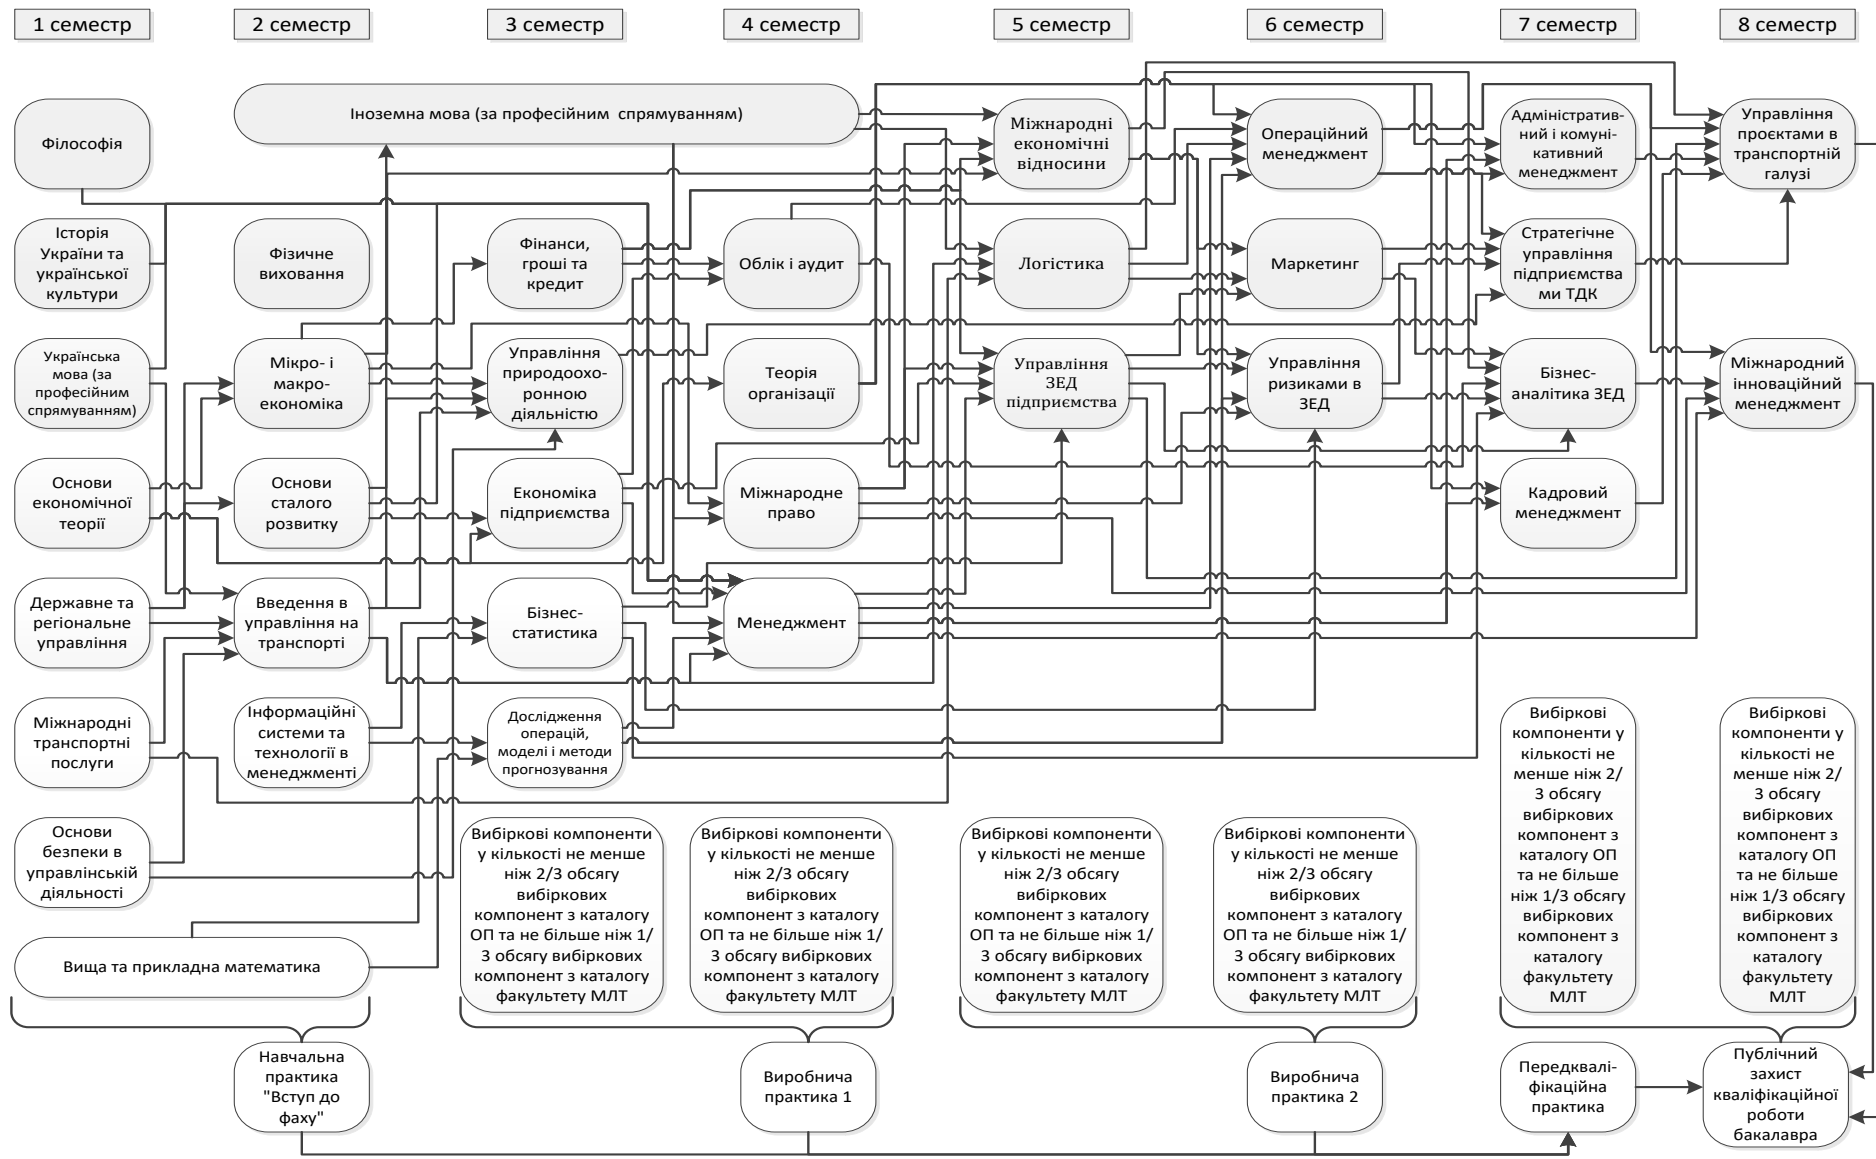 1 семестр
2 семестр
3 семестр
4 семестр
5 семестр
6 семестр
7 семестр
8 семестр
Філософія
Історія
України та
української
культури
Українська
мова (за
професійним
спрямуванням)
Основи
економічної
теорії
Державне та
регіональне
управління
Міжнародні
транспортні
послуги
Основи
безпеки в
управлінській
діяльності
Вища та прикладна математика
Іноземна мова (за професійним спрямуванням)
Фізичне
виховання
Мікро- і
макро-
економіка
Основи
сталого
розвитку
Введення в
управління на
транспорті
Інформаційні
системи та
технології в
менеджменті
Фінанси,
гроші та
кредит
Управління
природоохо-
ронною
діяльністю
Економіка
підприємства
Бізнес-
статистика
Дослідження
операцій,
моделі і методи
прогнозування
Облік і аудит
Теорія
організації
Міжнародне
право
Менеджмент
Міжнародні
економічні
відносини
Логістика
Управління
ЗЕД
підприємства
Операційний
менеджмент
Маркетинг
Управління
ризиками в
ЗЕД
Адміністратив-
ний і комуні-
кативний
менеджмент
Стратегічне
управління
підприємства
ми ТДК
Бізнес-
аналітика ЗЕД
Кадровий
менеджмент
Управління
проєктами в
транспортній
галузі
Міжнародний
інноваційний
менеджмент
Вибіркові компоненти
у кількості не менше
ніж 2/3 обсягу
вибіркових
компонент з каталогу
ОП та не більше ніж 1/
3 обсягу вибіркових
компонент з каталогу
факультету МЛТ
Вибіркові компоненти
у кількості не менше
ніж 2/3 обсягу
вибіркових
компонент з каталогу
ОП та не більше ніж 1/
3 обсягу вибіркових
компонент з каталогу
факультету МЛТ
Вибіркові компоненти
у кількості не менше
ніж 2/3 обсягу
вибіркових
компонент з каталогу
ОП та не більше ніж 1/
3 обсягу вибіркових
компонент з каталогу
факультету МЛТ
Вибіркові компоненти
у кількості не менше
ніж 2/3 обсягу
вибіркових
компонент з каталогу
ОП та не більше ніж 1/
3 обсягу вибіркових
компонент з каталогу
факультету МЛТ
Вибіркові
компоненти у
кількості не
менше ніж 2/
3 обсягу
вибіркових
компонент з
каталогу ОП
та не більше
ніж 1/3 обсягу
вибіркових
компонент з
каталогу
факультету
МЛТ
Вибіркові
компоненти у
кількості не
менше ніж 2/
3 обсягу
вибіркових
компонент з
каталогу ОП
та не більше
ніж 1/3 обсягу
вибіркових
компонент з
каталогу
факультету
МЛТ
Навчальна
практика
"Вступ до
фаху"
Виробнича
практика 1
Виробнича
практика 2
Передквалі-
фікаційна
практика
Публічний
захист
кваліфікаційної
роботи
бакалавра